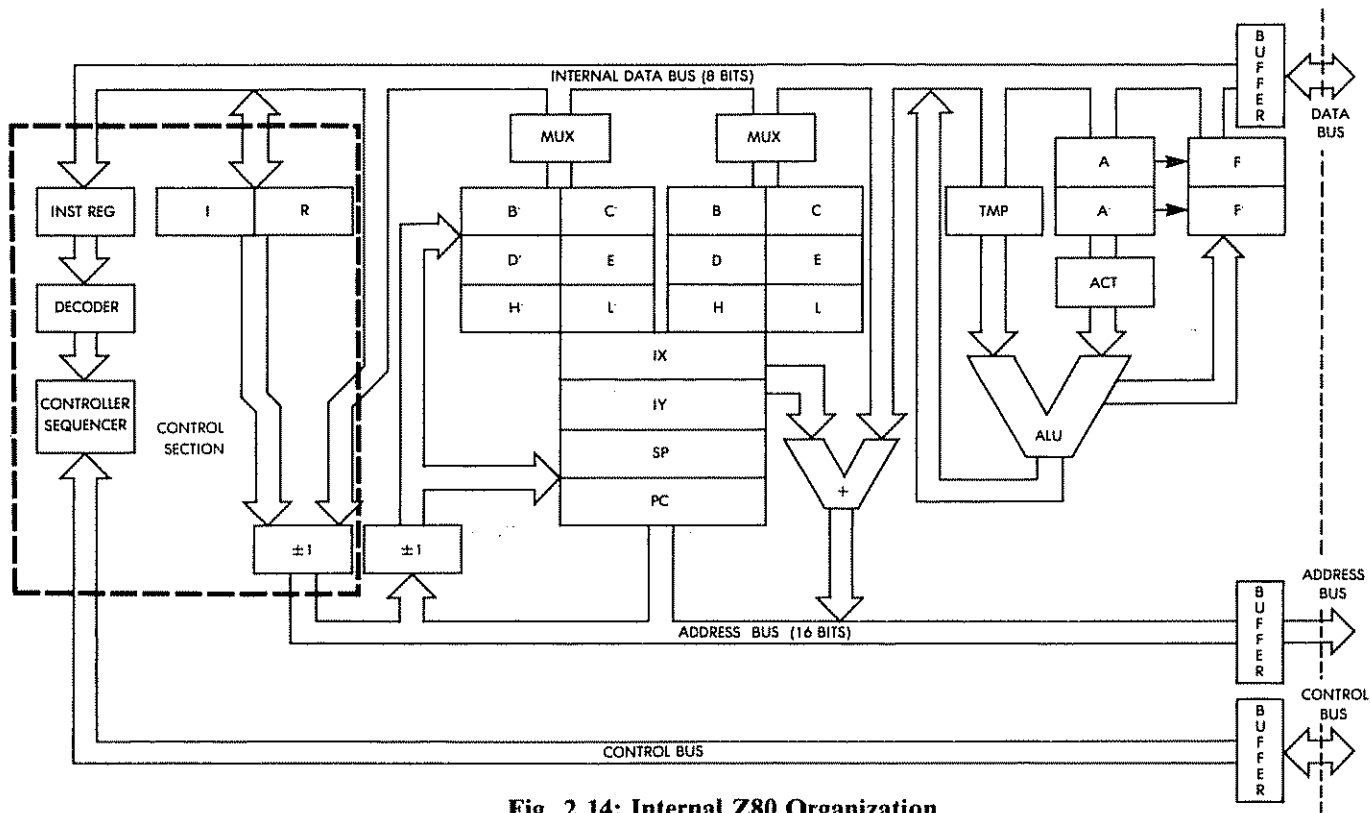 BUFFER
INTERNAL DATA BUS (8 BITS)
DATA
BUS
MUX
MUX
INST REG
I
R
B'
C'
B
C
TMP
A
F
A'
F'
D'
E
D
E
DECODER
H'
L'
H
L
ACT
IX
CONTROLLER
SEQUENCER
CONTROL
SECTION
IY
SP
ALU
PC
+
±1
±1
BUFFER
ADDRESS
BUS
ADDRESS BUS (16 BITS)
BUFFER
CONTROL
BUS
CONTROL BUS
Fig. 2.14: Internal Z80 Organization